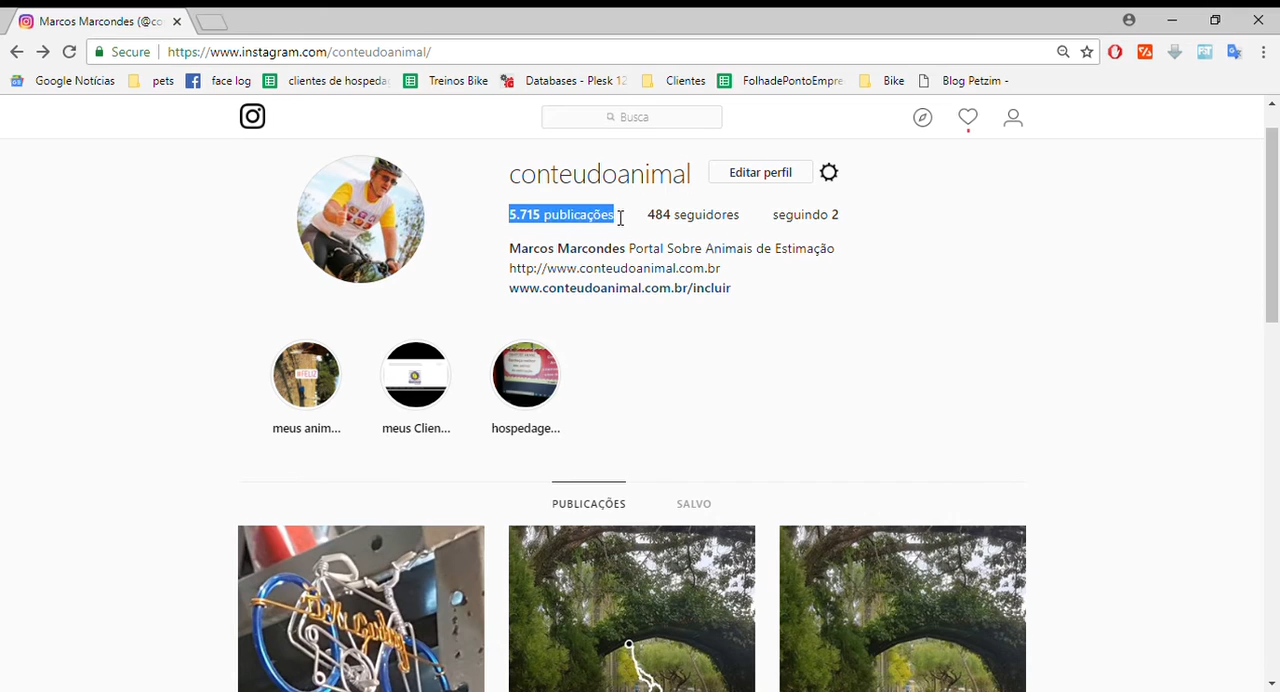 Marcos Marcondes (@co
Secure https://www.instagram.com/conteudoanimal/
Google Notícias pets face log clientes de hospeda Treinos Bike Databases - Plesk 12 Clientes FolhadePontoEmpre Bike Blog Petzim -
Busca
conteudoanimal Editar perfil
5.715 publicações 484 seguidores seguindo 2
Marcos Marcondes Portal Sobre Animais de Estimação
http://www.conteudoanimal.com.br
www.conteudoanimal.com.br/incluir
#FELIZ
meus anim... meus Clien... hospedage...
PUBLICAÇÕES SALVO